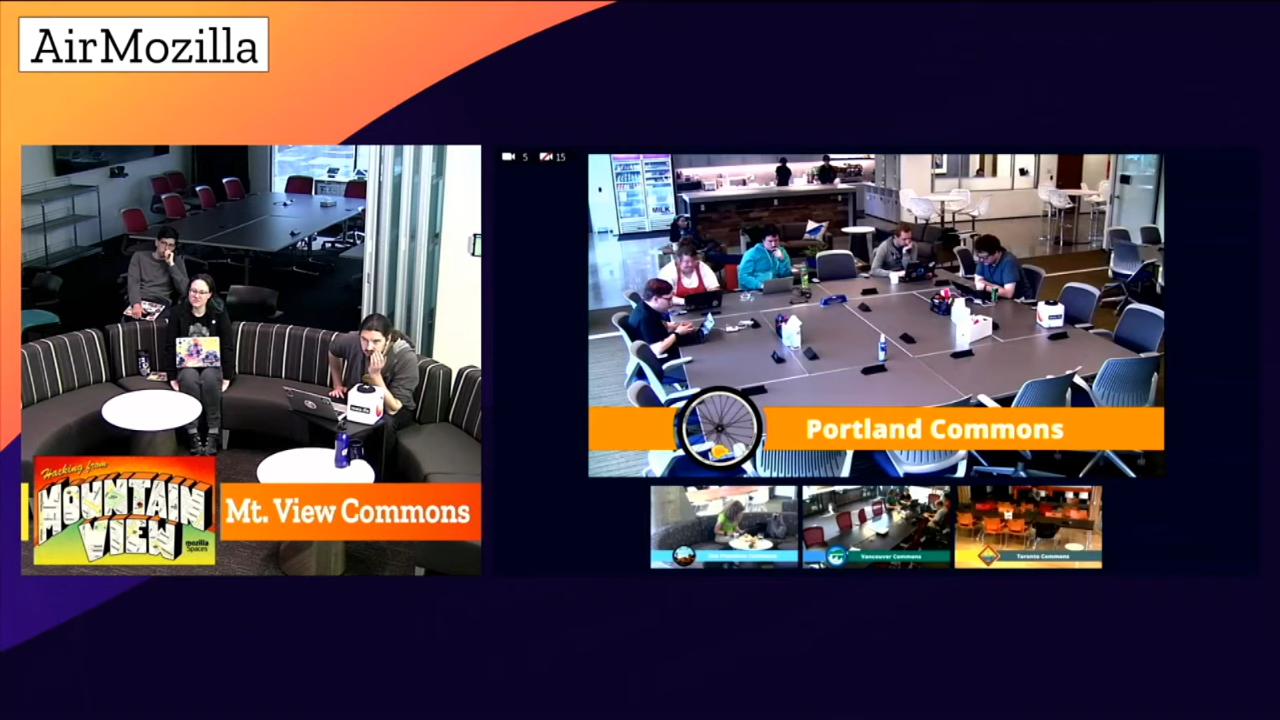 AirMozilla
5
15
MILK
Portland Commons
Hacking from
MOUNTAIN
VIEW
mozilla
Spaces
Mt. View Commons
Vancouver Commons
Toronto Commons